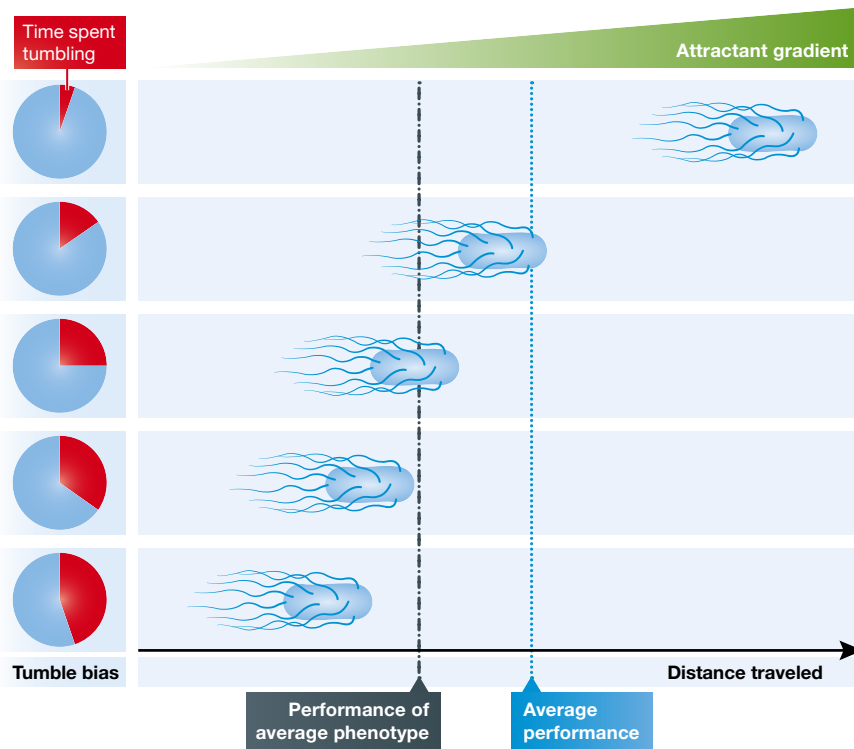 Time spent
tumbling
Attractant gradient
Tumble bias
Distance traveled
Performance of
average phenotype
Average
performance